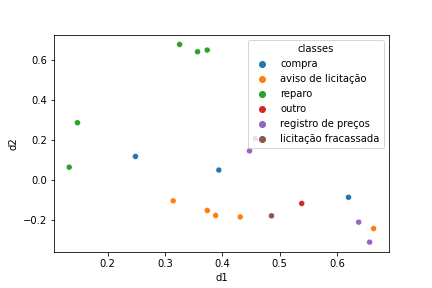 classes
compra
aviso de licitação
reparo
outro
registro de preços
licitação fracassada
0.6
0.4
0.2
0.0
−0.2
d2
0.2 0.3 0.4 0.5 0.6
d1